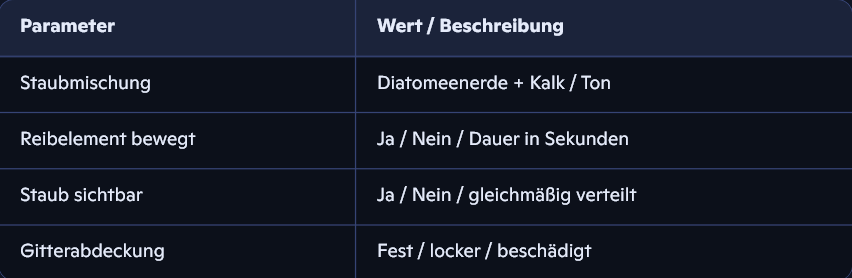 Parameter Wert / Beschreibung
Staubmischung Diatomeenerde + Kalk / Ton
Reibelement bewegt Ja / Nein / Dauer in Sekunden
Staub sichtbar Ja / Nein / gleichmäßig verteilt
Gitterabdeckung Fest / locker / beschädigt